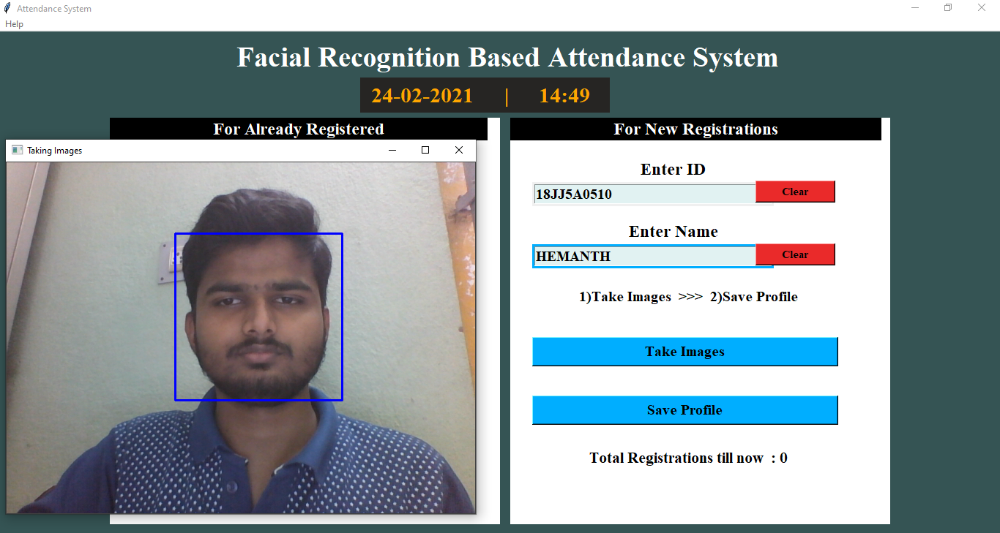 Attendance System
Help
Facial Recognition Based Attendance System
24-02-2021 | 14:49
For Already Registered
Taking Images
For New Registrations
Enter ID
18JJ5A0510 Clear
Enter Name
HEMANTH Clear
1)Take Images >>> 2)Save Profile
Take Images
Save Profile
Total Registrations till now : 0